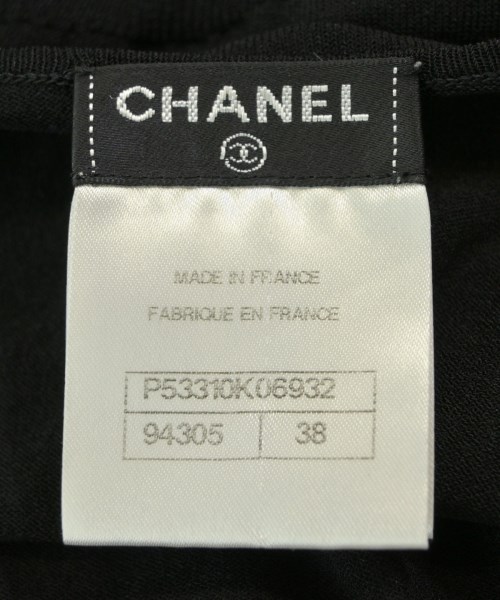 CHANEL
MADE IN FRANCE
FABRIQUE EN FRANCE
P53310K06932
94305 38